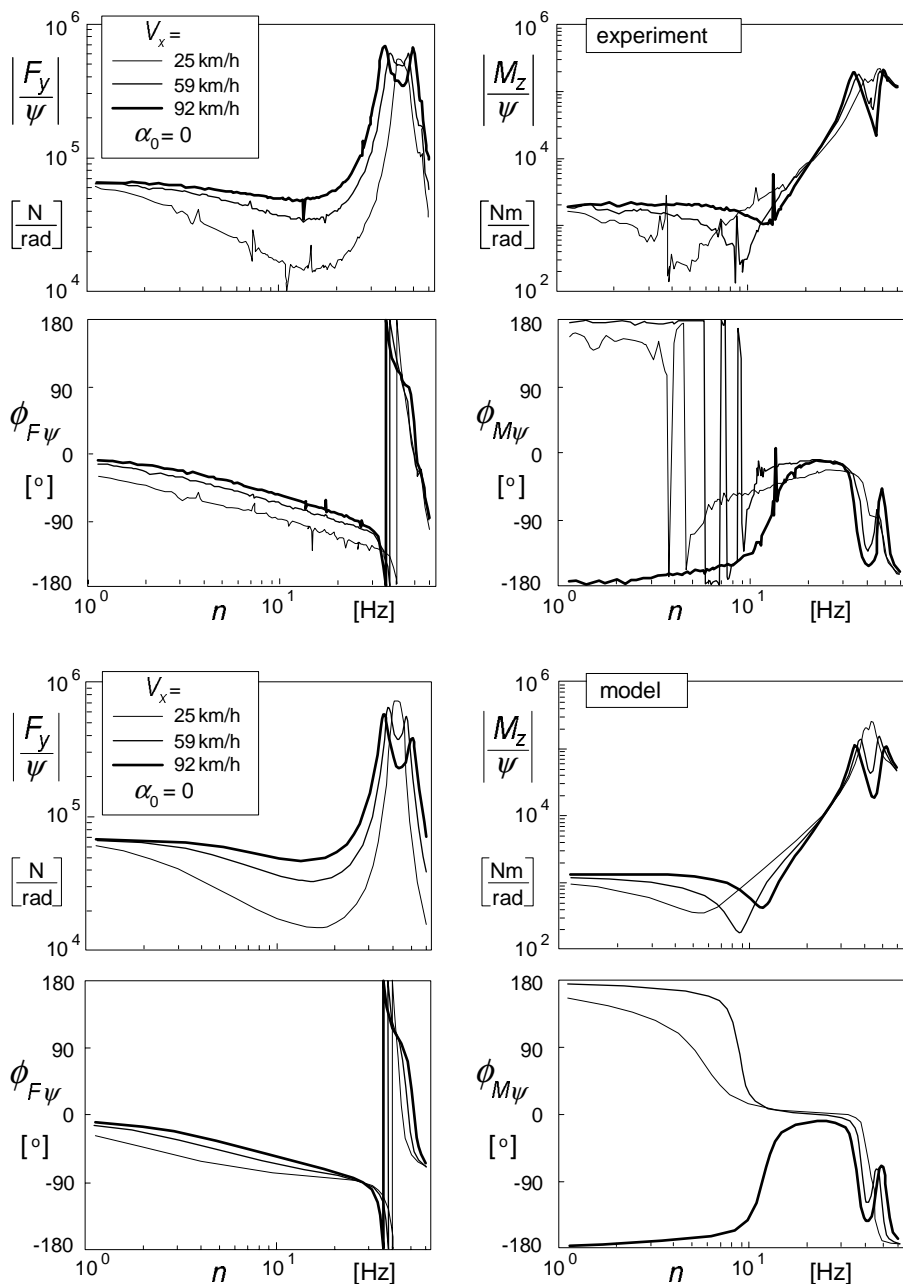 10^6
V_x =
25 km/h
59 km/h
92 km/h
α_0 = 0
|F_y / ψ|
10^5
[N / rad]
10^4
180
90
ϕ_Fψ
0
[°]
-90
-180
10^0
n
10^1
[Hz]
10^6
experiment
|M_z / ψ|
10^4
[Nm / rad]
10^2
180
90
ϕ_Mψ
0
[°]
-90
-180
10^0
n
10^1
[Hz]
10^6
V_x =
25 km/h
59 km/h
92 km/h
α_0 = 0
|F_y / ψ|
10^5
[N / rad]
10^4
180
90
ϕ_Fψ
0
[°]
-90
-180
10^0
n
10^1
[Hz]
10^6
model
|M_z / ψ|
10^4
[Nm / rad]
10^2
180
90
ϕ_Mψ
0
[°]
-90
-180
10^0
n
10^1
[Hz]